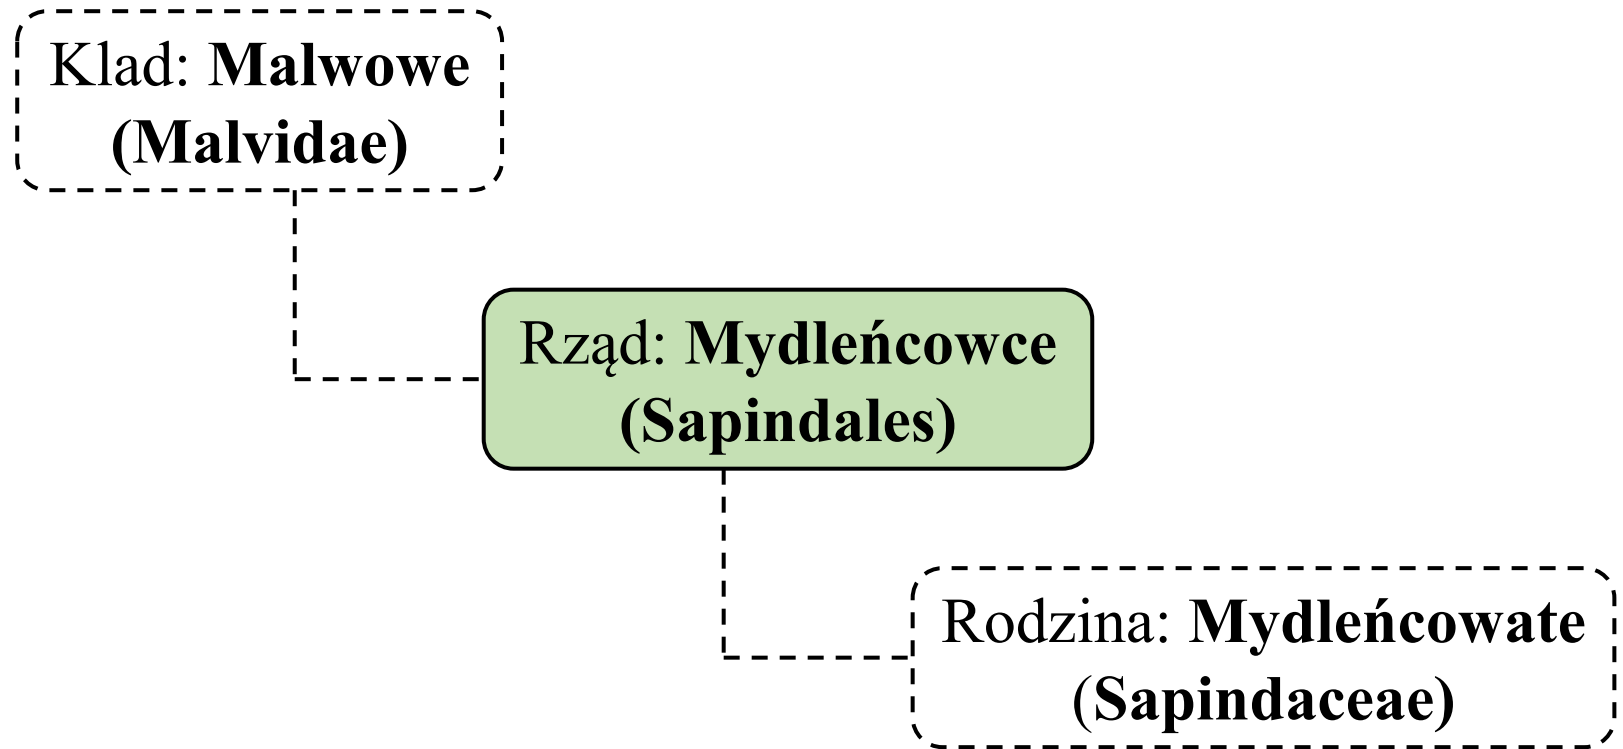 Klad: Malwowe
(Malvidae)
Rząd: Mydleńcowce
(Sapindales)
Rodzina: Mydleńcowate
(Sapindaceae)